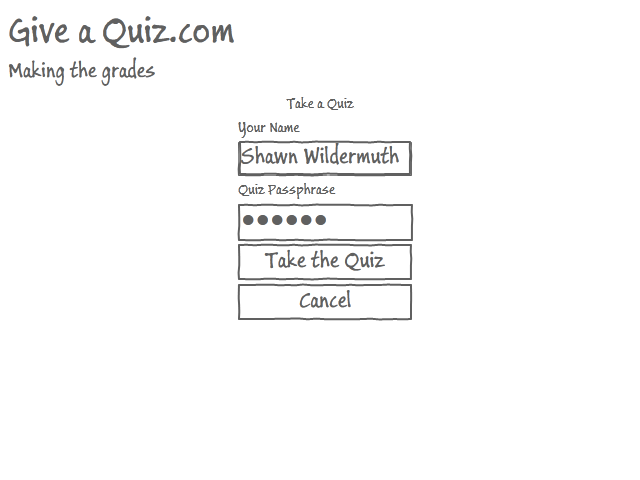 Give a Quiz.com
Making the grades
Take a Quiz
Your Name
Shawn Wildermuth
Quiz Passphrase
●●●●●●
Take the Quiz
Cancel